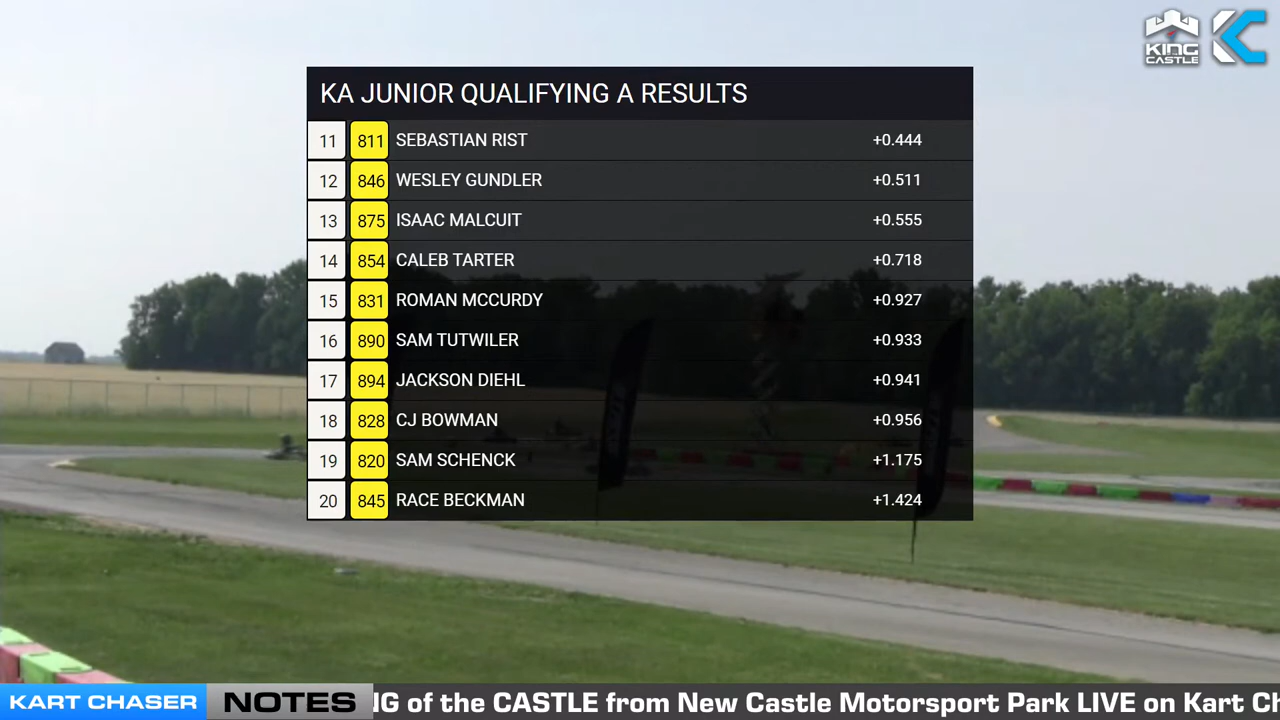 KING
CASTLE
KC
KA JUNIOR QUALIFYING A RESULTS
11 811 SEBASTIAN RIST +0.444
12 846 WESLEY GUNDLER +0.511
13 875 ISAAC MALCUIT +0.555
14 854 CALEB TARTER +0.718
15 831 ROMAN MCCURDY +0.927
16 890 SAM TUTWILER +0.933
17 894 JACKSON DIEHL +0.941
18 828 CJ BOWMAN +0.956
19 820 SAM SCHENCK +1.175
20 845 RACE BECKMAN +1.424
KART CHASER NOTES NG of the CASTLE from New Castle Motorsport Park LIVE on Kart Ch